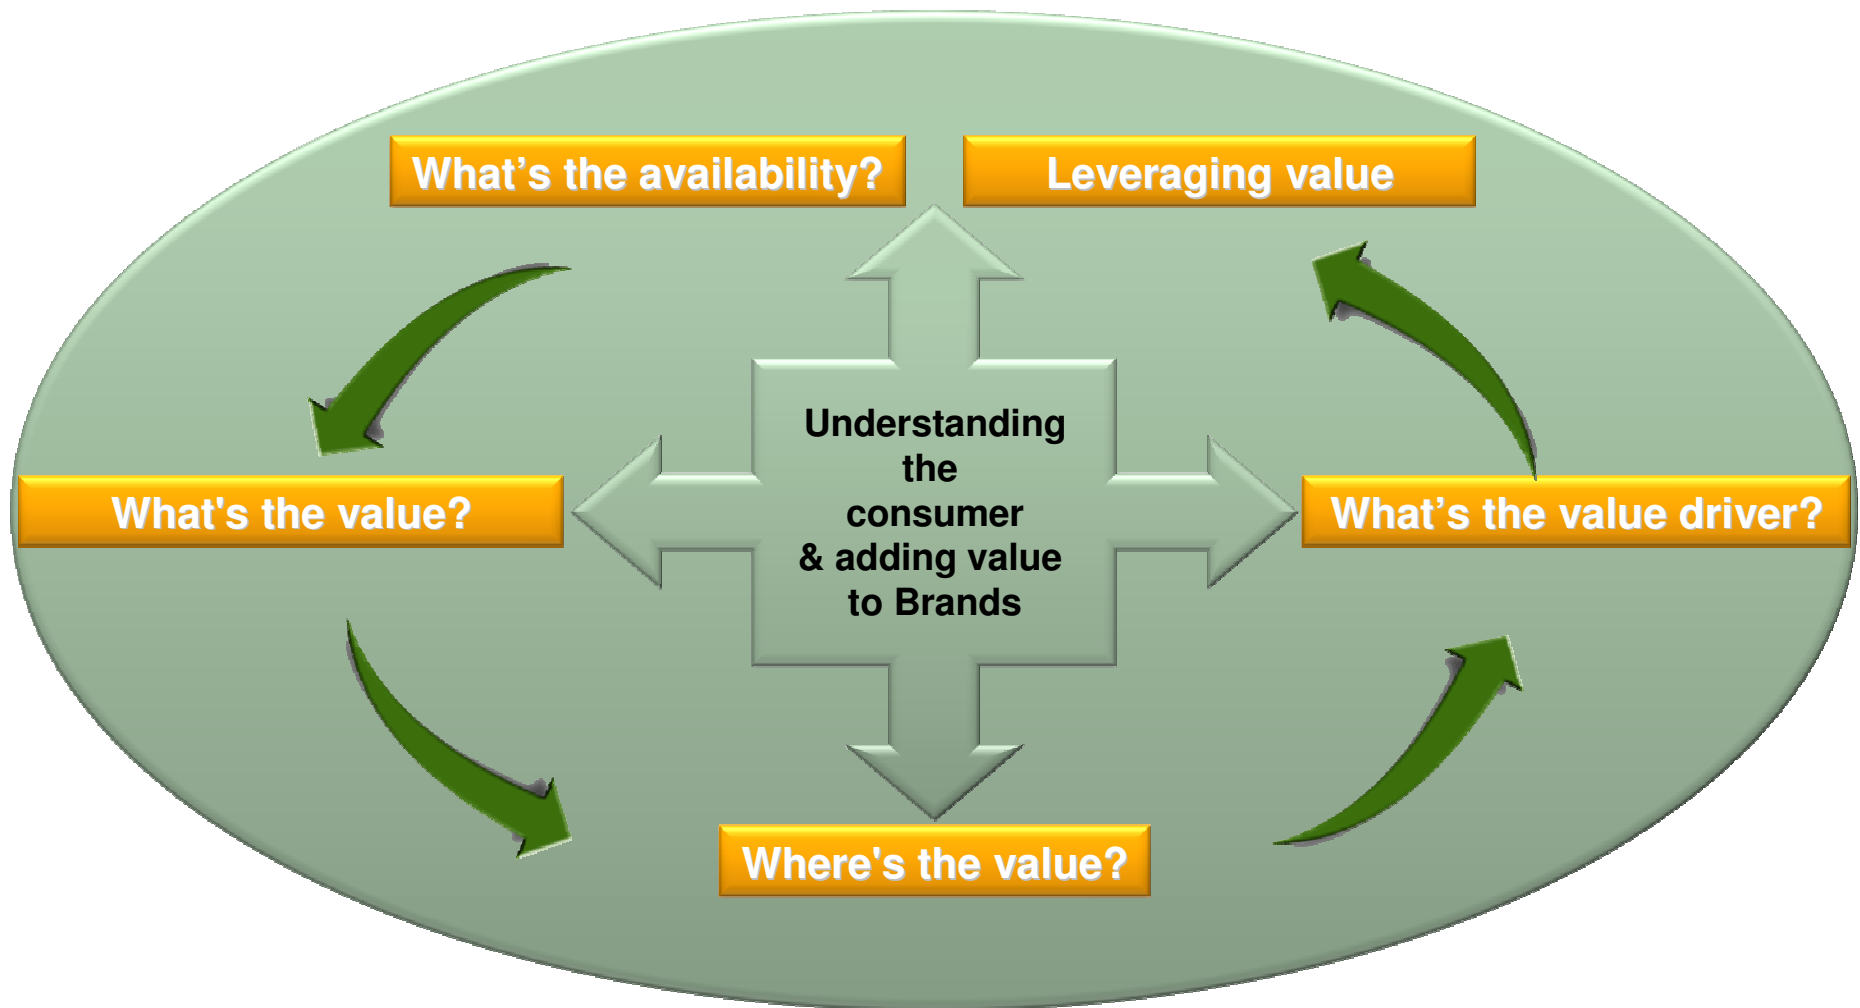 What’s the availability?
Leveraging value
Understanding
the
consumer
& adding value
to Brands
What's the value?
What’s the value driver?
Where's the value?